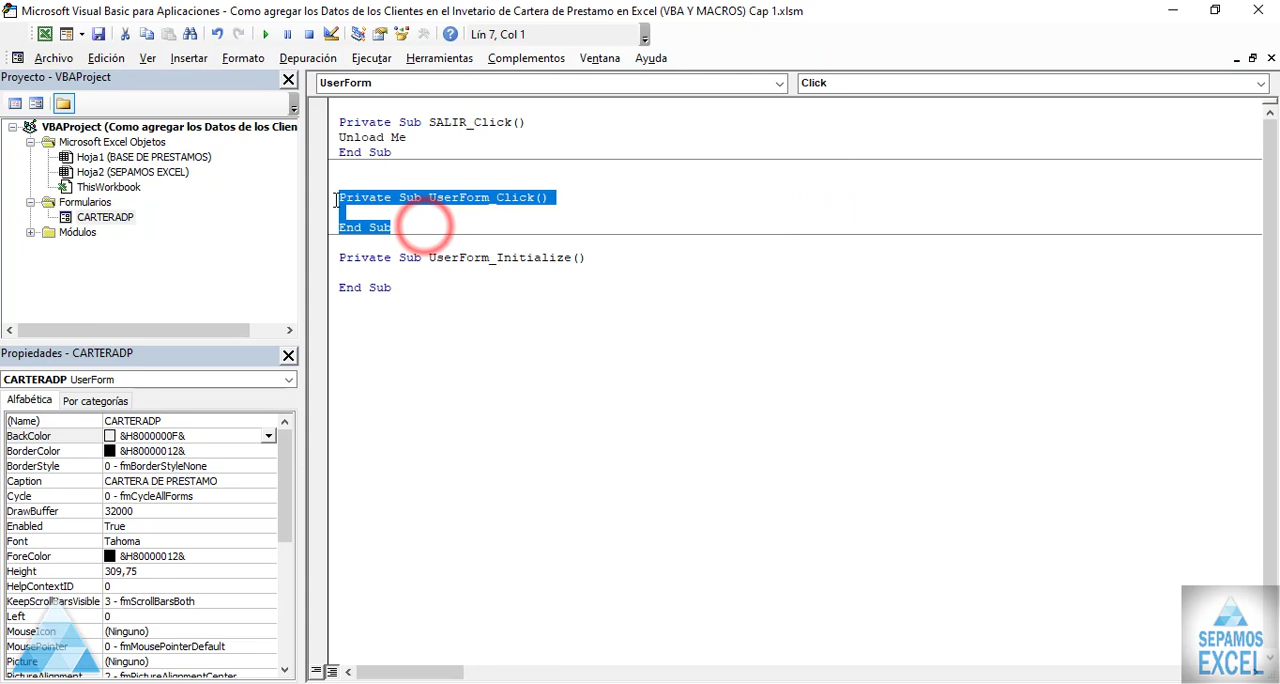 Microsoft Visual Basic para Aplicaciones - Como agregar los Datos de los Clientes en el Invetario de Cartera de Prestamo en Excel (VBA Y MACROS) Cap 1.xlsm
Lín 7, Col 1
Archivo Edición Ver Insertar Formato Depuración Ejecutar Herramientas Complementos Ventana Ayuda
Proyecto - VBAProject
UserForm
Click
VBAProject (Como agregar los Datos de los Clien
Microsoft Excel Objetos
Hoja1 (BASE DE PRESTAMOS)
Hoja2 (SEPAMOS EXCEL)
ThisWorkbook
Formularios
CARTERADP
Módulos
Private Sub SALIR_Click()
Unload Me
End Sub
Private Sub UserForm_Click()
End Sub
Private Sub UserForm_Initialize()
End Sub
Propiedades - CARTERADP
CARTERADP UserForm
Alfabética Por categorías
(Name) CARTERADP
BackColor &H8000000F&
BorderColor &H80000012&
BorderStyle 0 - fmBorderStyleNone
Caption CARTERA DE PRESTAMO
Cycle 0 - fmCycleAllForms
DrawBuffer 32000
Enabled True
Font Tahoma
ForeColor &H80000012&
Height 309,75
HelpContextID 0
KeepScrollBarsVisible 3 - fmScrollBarsBoth
Left 0
MouseIcon (Ninguno)
MousePointer 0 - fmMousePointerDefault
Picture (Ninguno)
PictureAlignment 2 - fmPictureAlignmentCenter
SEPAMOS
EXCEL